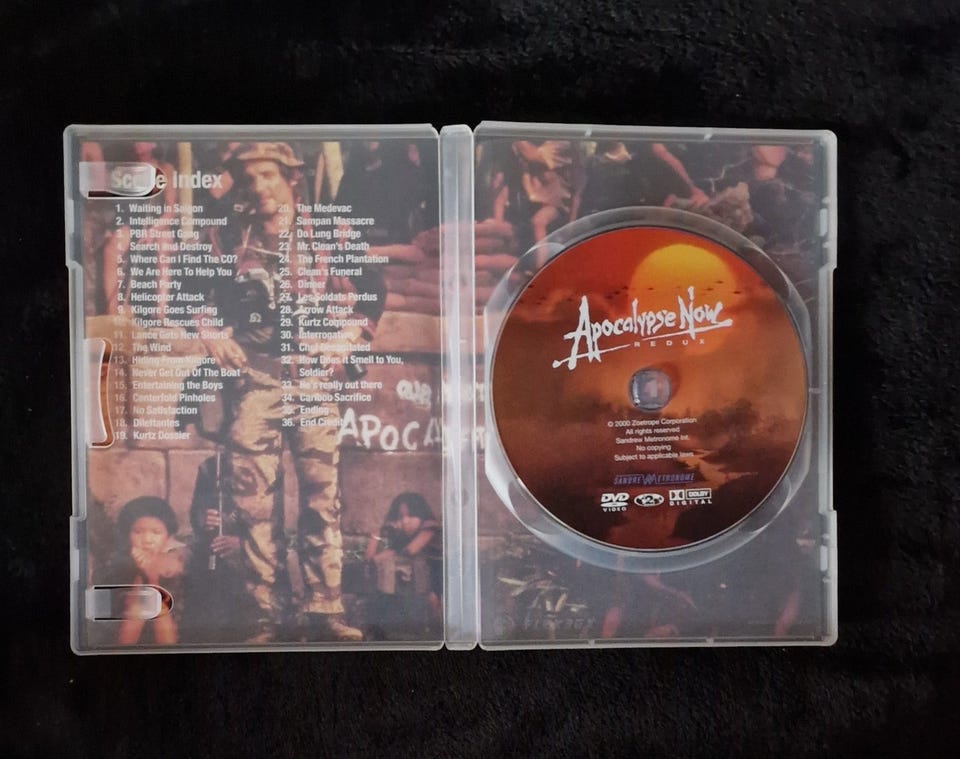 Scene Index
1. Waiting in Saigon
2. Intelligence Compound
3. PBR Street Gang
4. Search and Destroy
5. Where Can I Find The CO?
6. We Are Here To Help You
7. Beach Party
8. Helicopter Attack
9. Kilgore Goes Surfing
10. Kilgore Rescues Child
11. Lance Gets New Shorts
12. The Wind
13. Hiding From Kilgore
14. Never Get Out Of The Boat
15. Entertaining the Boys
16. Centerfold Pinholes
17. No Satisfaction
18. Dilettantes
19. Kurtz Dossier
20. The Medevac
21. Sampan Massacre
22. Do Lung Bridge
23. Mr. Clean's Death
24. The French Plantation
25. Clean's Funeral
26. Dinner
27. Les Soldats Perdus
28. Arrow Attack
29. Kurtz Compound
30. Interrogation
31. Chef Decapitated
32. How Does it Smell to You,
Soldier?
33. He's really out there
34. Caribob Sacrifice
35. Ending
36. End Credits
OUR
APOCA
Apocalypse Now
REDUX
© 2000 Zoetrope Corporation
All rights reserved
Sandrew Metronome Int.
No copying
Subject to applicable laws
SANDREW METRONOME
DVD
VIDEO
2
DOLBY
DIGITAL
FLEXBOX